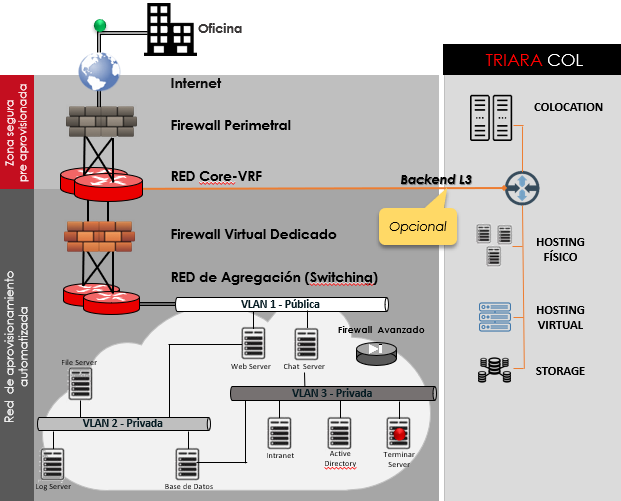 Oficina
TRIARA COL
Internet
Zona segura
pre aprovisionada
COLOCATION
Firewall Perimetral
RED Core-VRF
Backend L3
Opcional
Firewall Virtual Dedicado
HOSTING
FÍSICO
RED de Agregación (Switching)
Red de aprovisionamiento
automatizada
VLAN 1 - Pública
HOSTING
VIRTUAL
Firewall Avanzado
File Server
Web Server
Chat Server
STORAGE
VLAN 3 - Privada
VLAN 2 - Privada
Intranet
Active
Directory
Terminar
Server
Log Server
Base de Datos